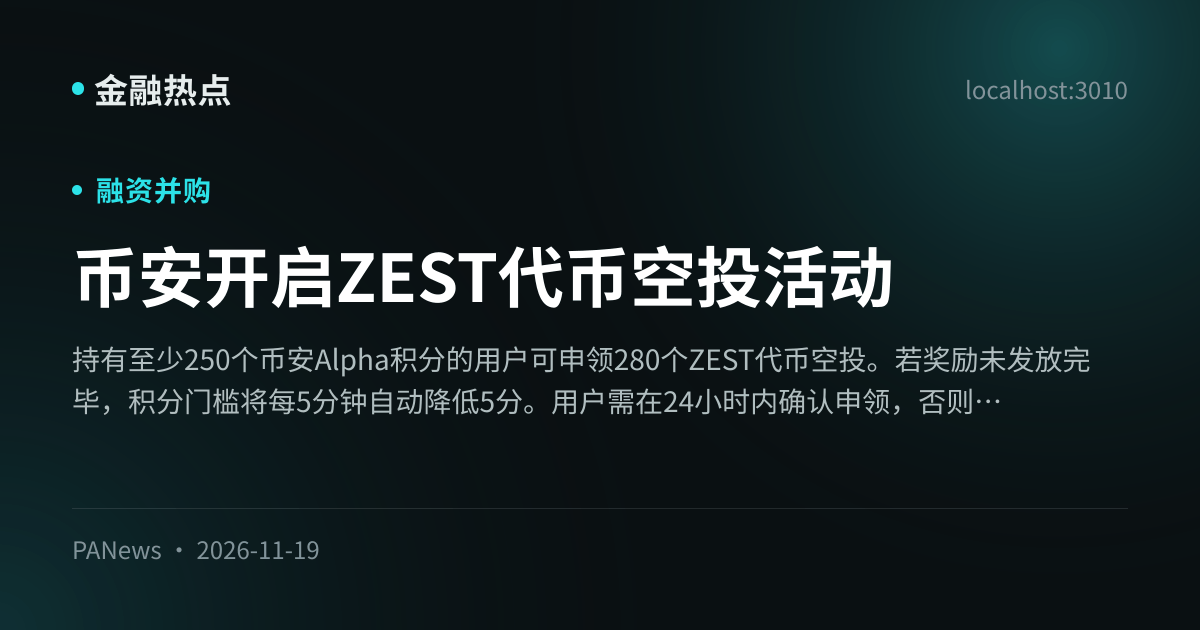 金融热点
localhost:3010
融资并购
币安开启ZEST代币空投活动
持有至少250个币安Alpha积分的用户可申领280个ZEST代币空投。若奖励未发放完
毕，积分门槛将每5分钟自动降低5分。用户需在24小时内确认申领，否则…
PANews · 2026-11-19